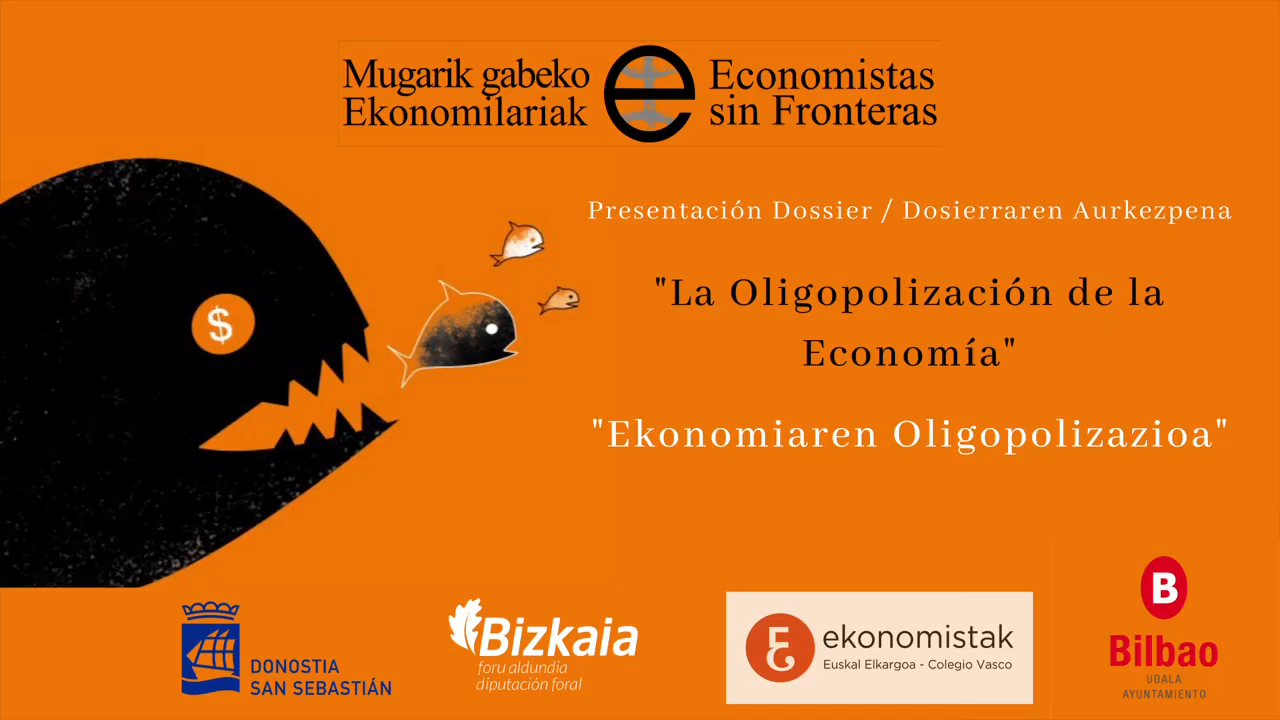 Mugarik gabeko
Ekonomilariak
e
Economistas
sin Fronteras
Presentación Dossier / Dosierraren Aurkezpena
"La Oligopolización de la
Economía"
"Ekonomiaren Oligopolizazioa"
$
DONOSTIA
SAN SEBASTIÁN
Bizkaia
foru aldundia
diputación foral
ekonomistak
Euskal Elkargoa - Colegio Vasco
B
Bilbao
UDALA
AYUNTAMIENTO